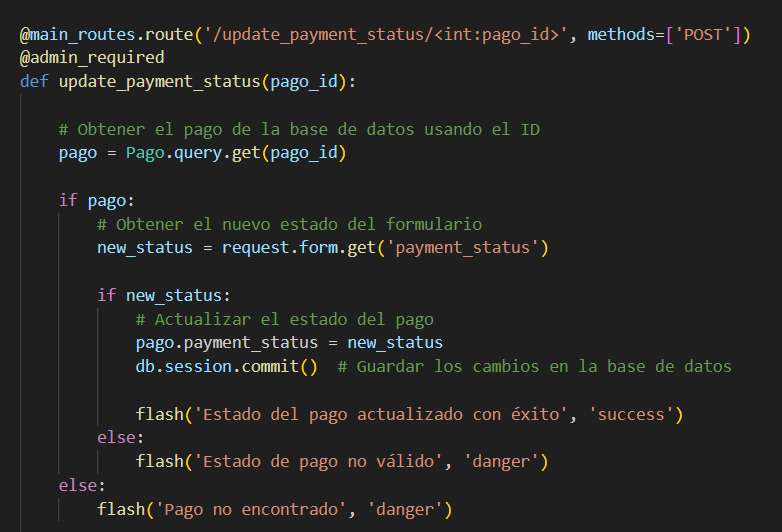 @main_routes.route('/update_payment_status/<int:pago_id>', methods=['POST'])
@admin_required
def update_payment_status(pago_id):
# Obtener el pago de la base de datos usando el ID
pago = Pago.query.get(pago_id)
if pago:
# Obtener el nuevo estado del formulario
new_status = request.form.get('payment_status')
if new_status:
# Actualizar el estado del pago
pago.payment_status = new_status
db.session.commit()  # Guardar los cambios en la base de datos
flash('Estado del pago actualizado con éxito', 'success')
else:
flash('Estado de pago no válido', 'danger')
else:
flash('Pago no encontrado', 'danger')